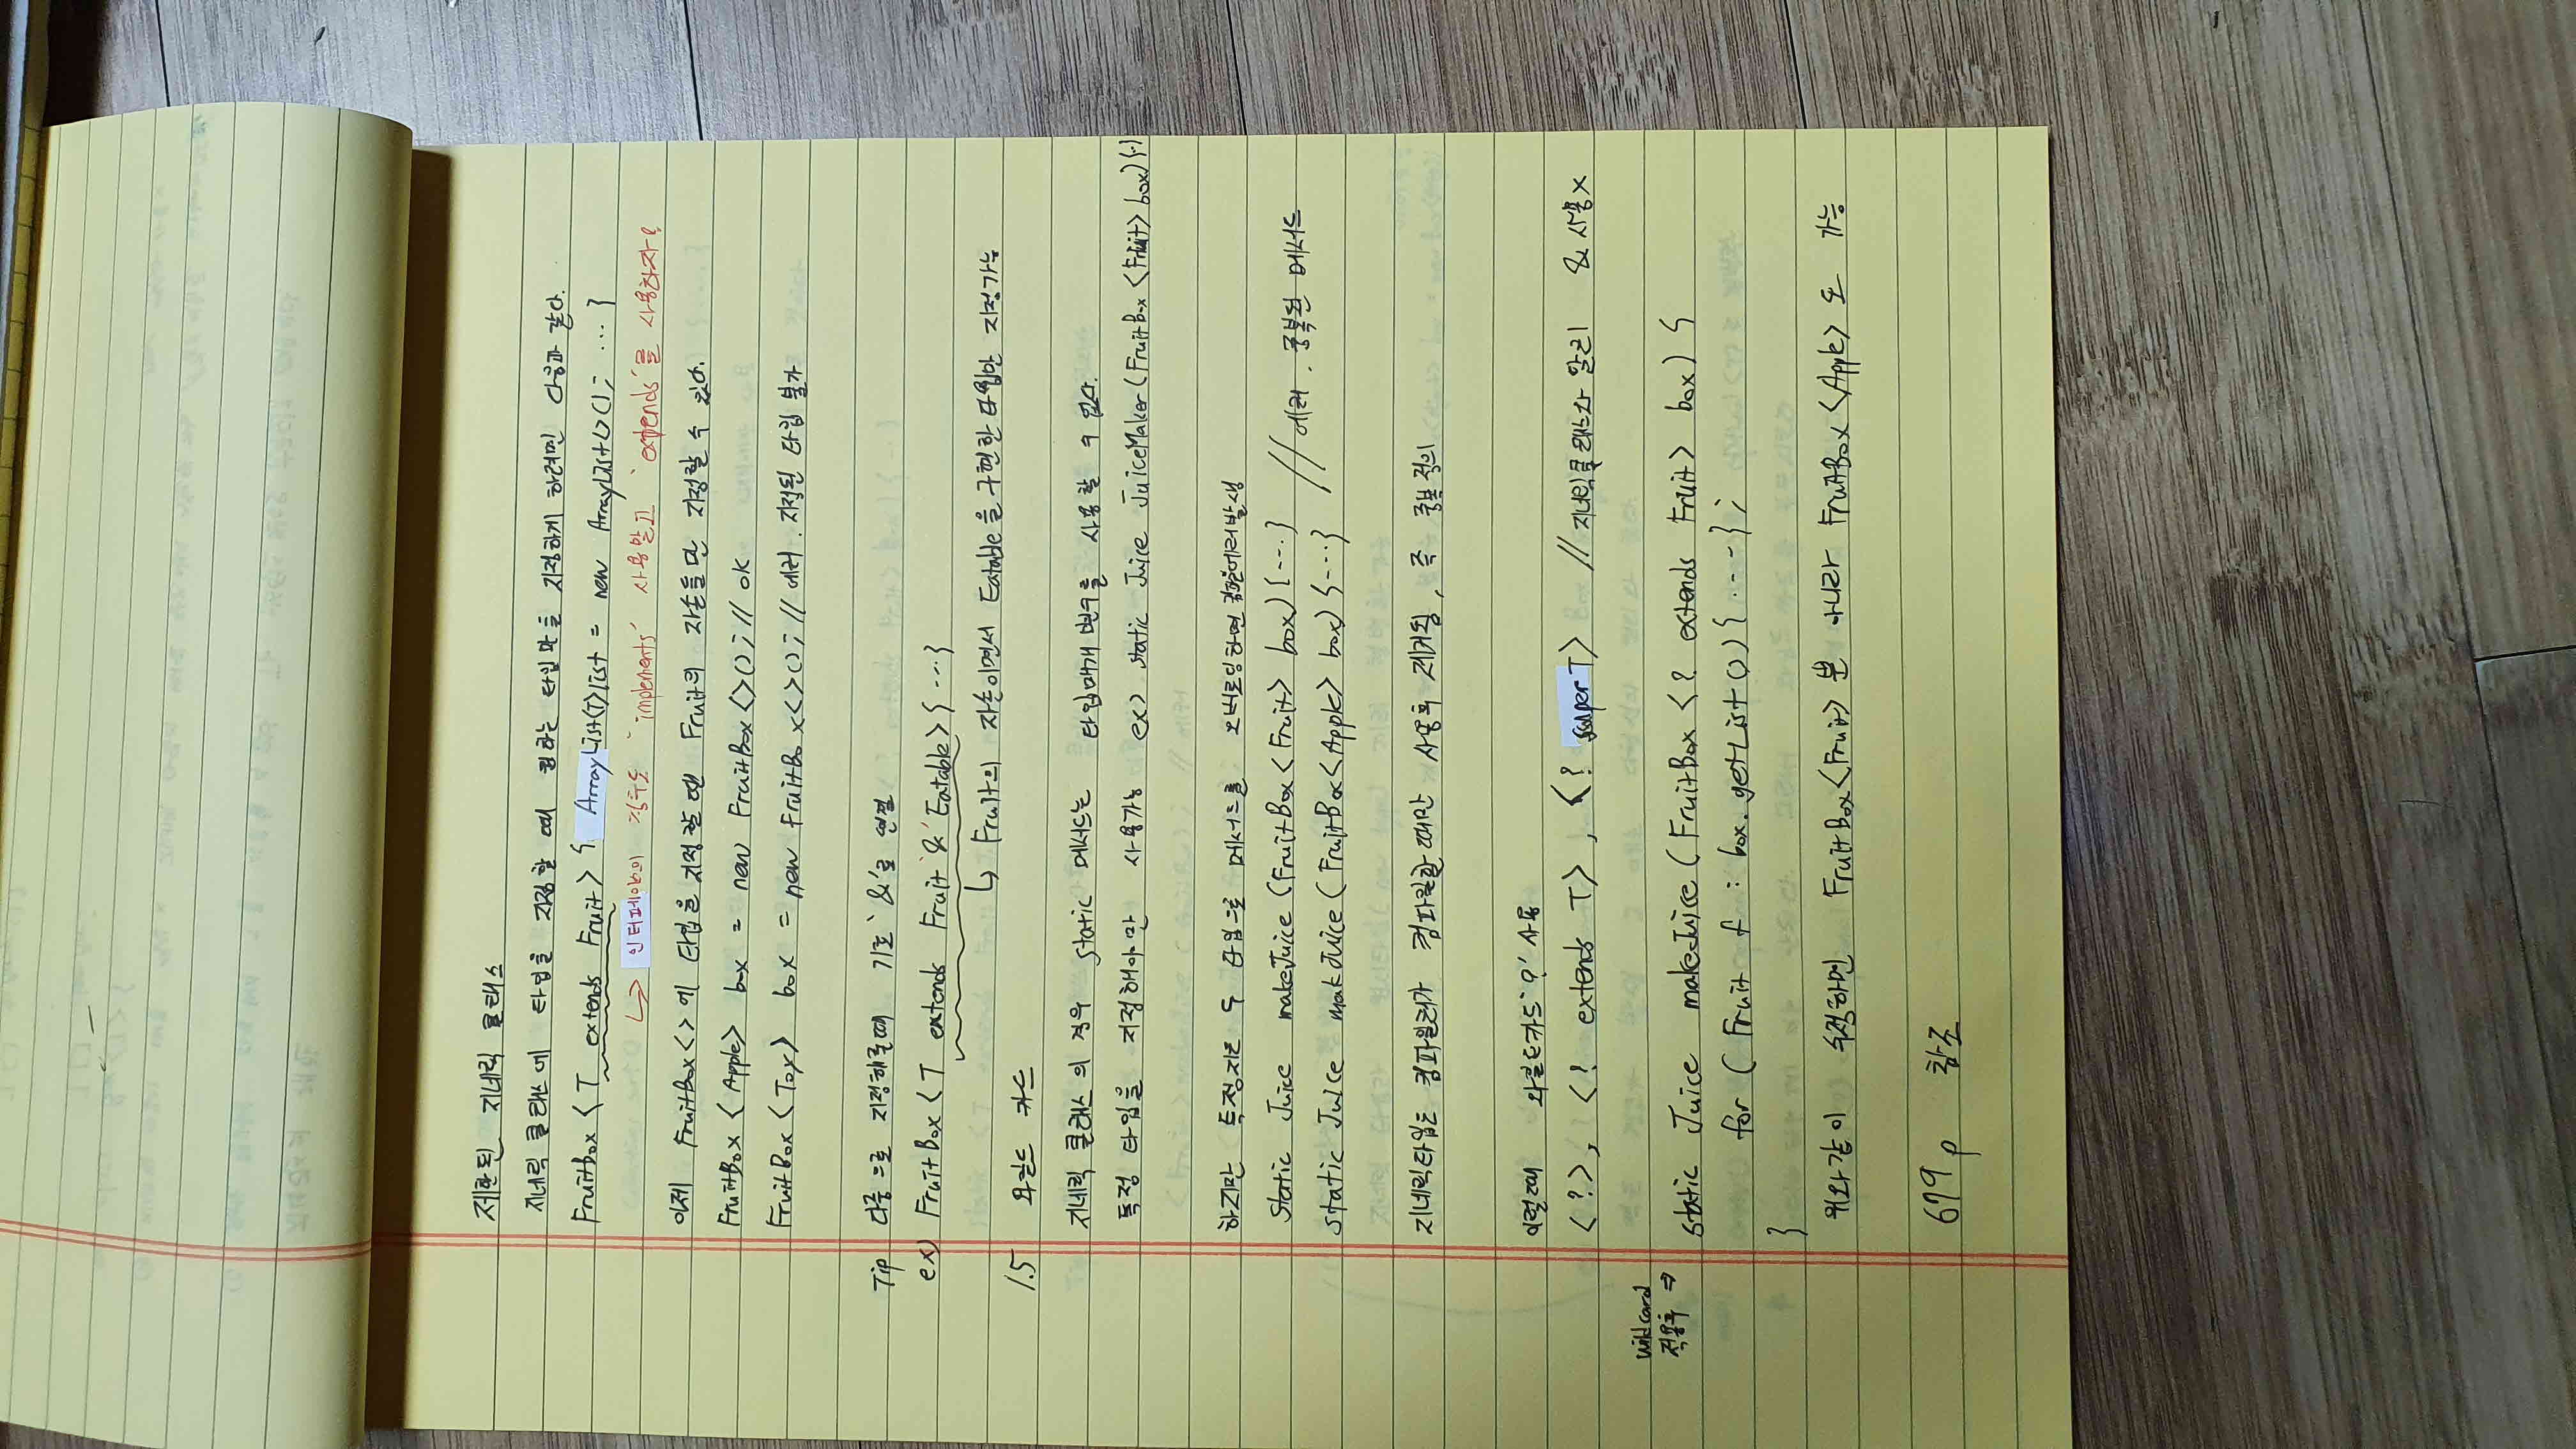 제한된 지네릭 클래스
지네릭 클래스에 타입을 지정할 때 원하는 타입만을 지정하게 하려면 다음과 같다.
FruitBox <T extends Fruit> { ArrayList<T>list = new ArrayList<>(); ... }
↳ 인터페이스의 경우도 'implements' 사용말고 'extends'를 사용하자!
이제 FruitBox<>에 타입을 지정할 땐 Fruit의 자손들만 지정할 수 있다.
FruitBox <Apple> box = new FruitBox<>(); // OK
FruitBox <Toy> box = new FruitBox<>(); // 에러. 지정된 타입 불가
Tip 다중으로 지정해줄때 기호 '&'로 연결
ex) FruitBox <T extends Fruit '&' Eatable> { ... }
↳ Fruit의 자손이면서 Eatable을 구현한 타입만 지정가능
1.5 와일드 카드
지네릭 클래스의 경우 static 메서드는 타입매개 변수를 사용할 수 없다.
특정 타입을 지정해야만 사용가능 ex) static Juice JuiceMaker (FruitBox <Fruit> box) {..}
하지만 특정지은 두 타입으로 메서드를 오버로딩하면 컴파일에러발생
static Juice makeJuice (FruitBox<Fruit> box) {...} // 에러. 중복된 메서드
static Juice makJuice (FruitBox<Apple> box) {...}
지네릭타입은 컴파일러가 컴파일할 때만 사용후 제거됨, 즉 중복정의
이럴때 와일드카드 '?' 사용
<?>, <? extends T>, <? super T> // 지네릭클래스와 달리 & 사용x
wild card
적용후 ⇒
static Juice makeJuice (FruitBox <? extends Fruit> box) {
for (Fruit f : box.getList()) { ... };
}
위와같이 수정하면 FruitBox<Fruit> 뿐 아니라 FruitBox <Apple> 도 가능
679p 참조